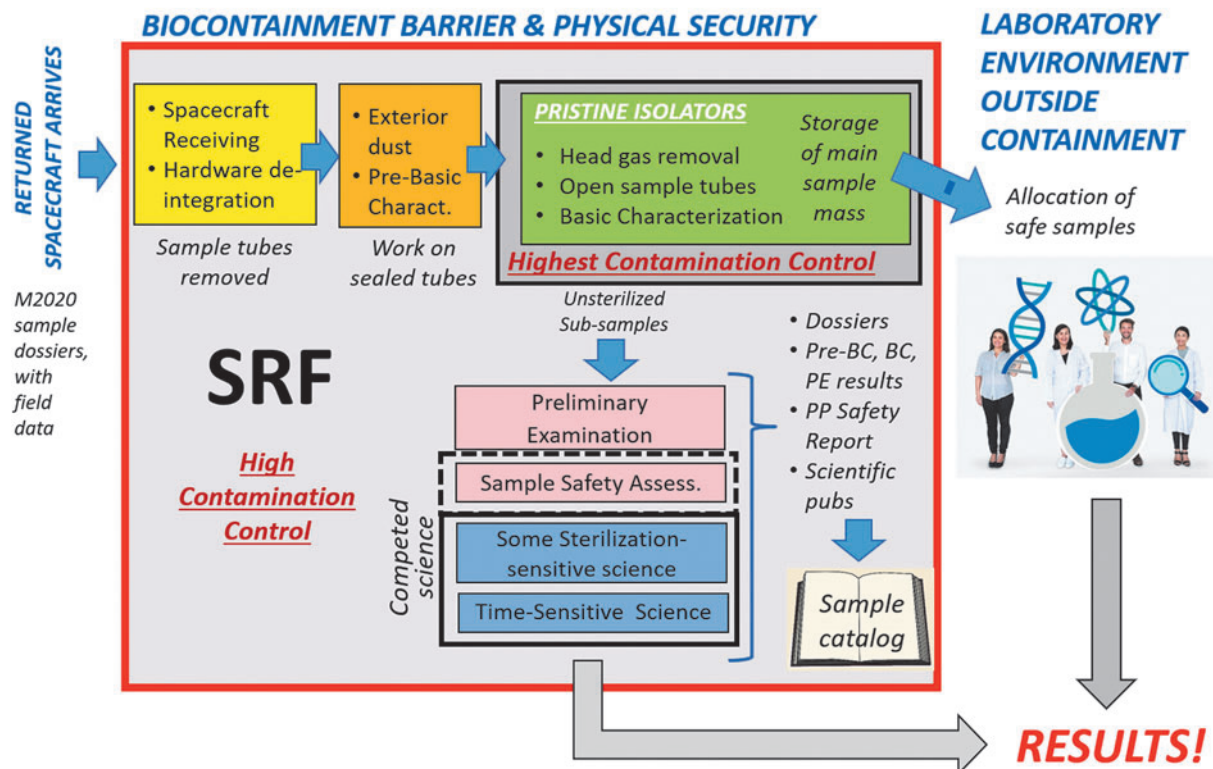 BIOCONTAINMENT BARRIER & PHYSICAL SECURITY
LABORATORY
ENVIRONMENT
OUTSIDE
CONTAINMENT
RETURNED
SPACECRAFT ARRIVES
M2020
sample
dossiers,
with
field
data
• Spacecraft
Receiving
• Hardware de-
integration
Sample tubes
removed
• Exterior
dust
• Pre-Basic
Charact.
Work on
sealed tubes
PRISTINE ISOLATORS
• Head gas removal
• Open sample tubes
• Basic Characterization
Storage
of main
sample
mass
Highest Contamination Control
Allocation of
safe samples
SRF
High
Contamination
Control
Unsterilized
Sub-samples
Preliminary
Examination
Sample Safety Assess.
Competed
science
Some Sterilization-
sensitive science
Time-Sensitive Science
• Dossiers
• Pre-BC, BC,
PE results
• PP Safety
Report
• Scientific
pubs
Sample
catalog
RESULTS!